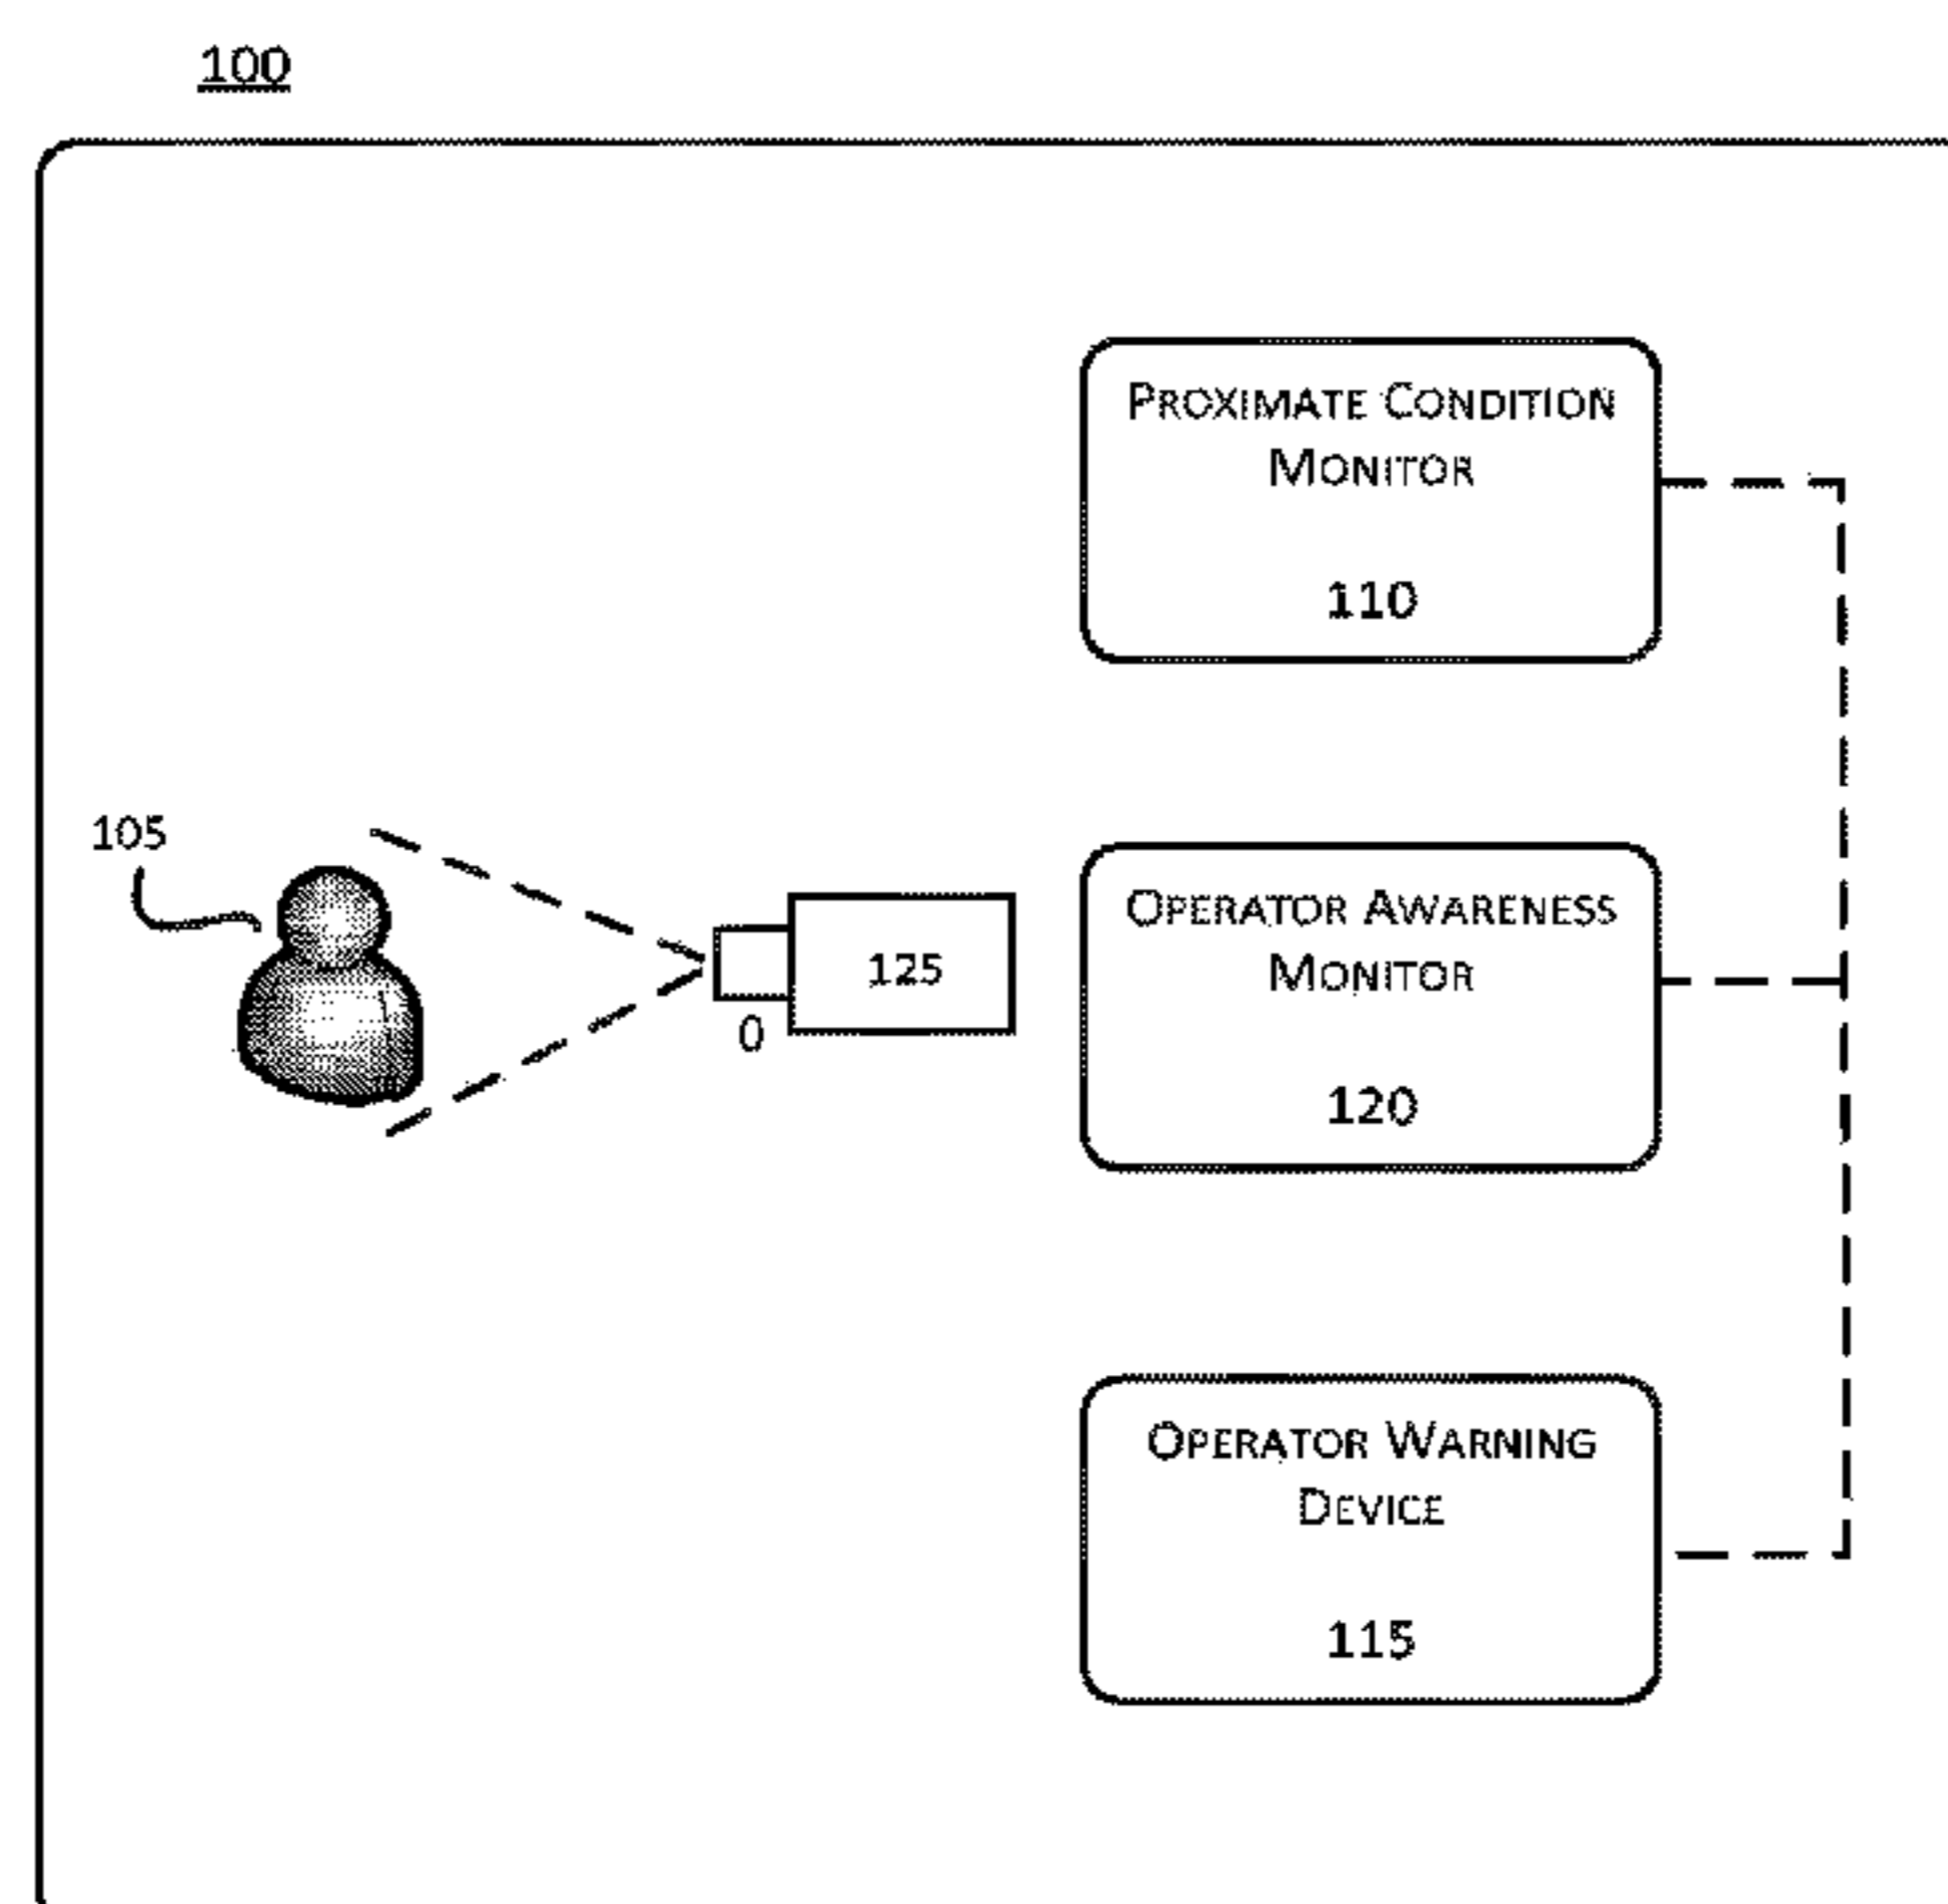 100
PROXIMATE CONDITION
MONITOR
110
105
OPERATOR AWARENESS
MONITOR
125
0
120
OPERATOR WARNING
DEVICE
115